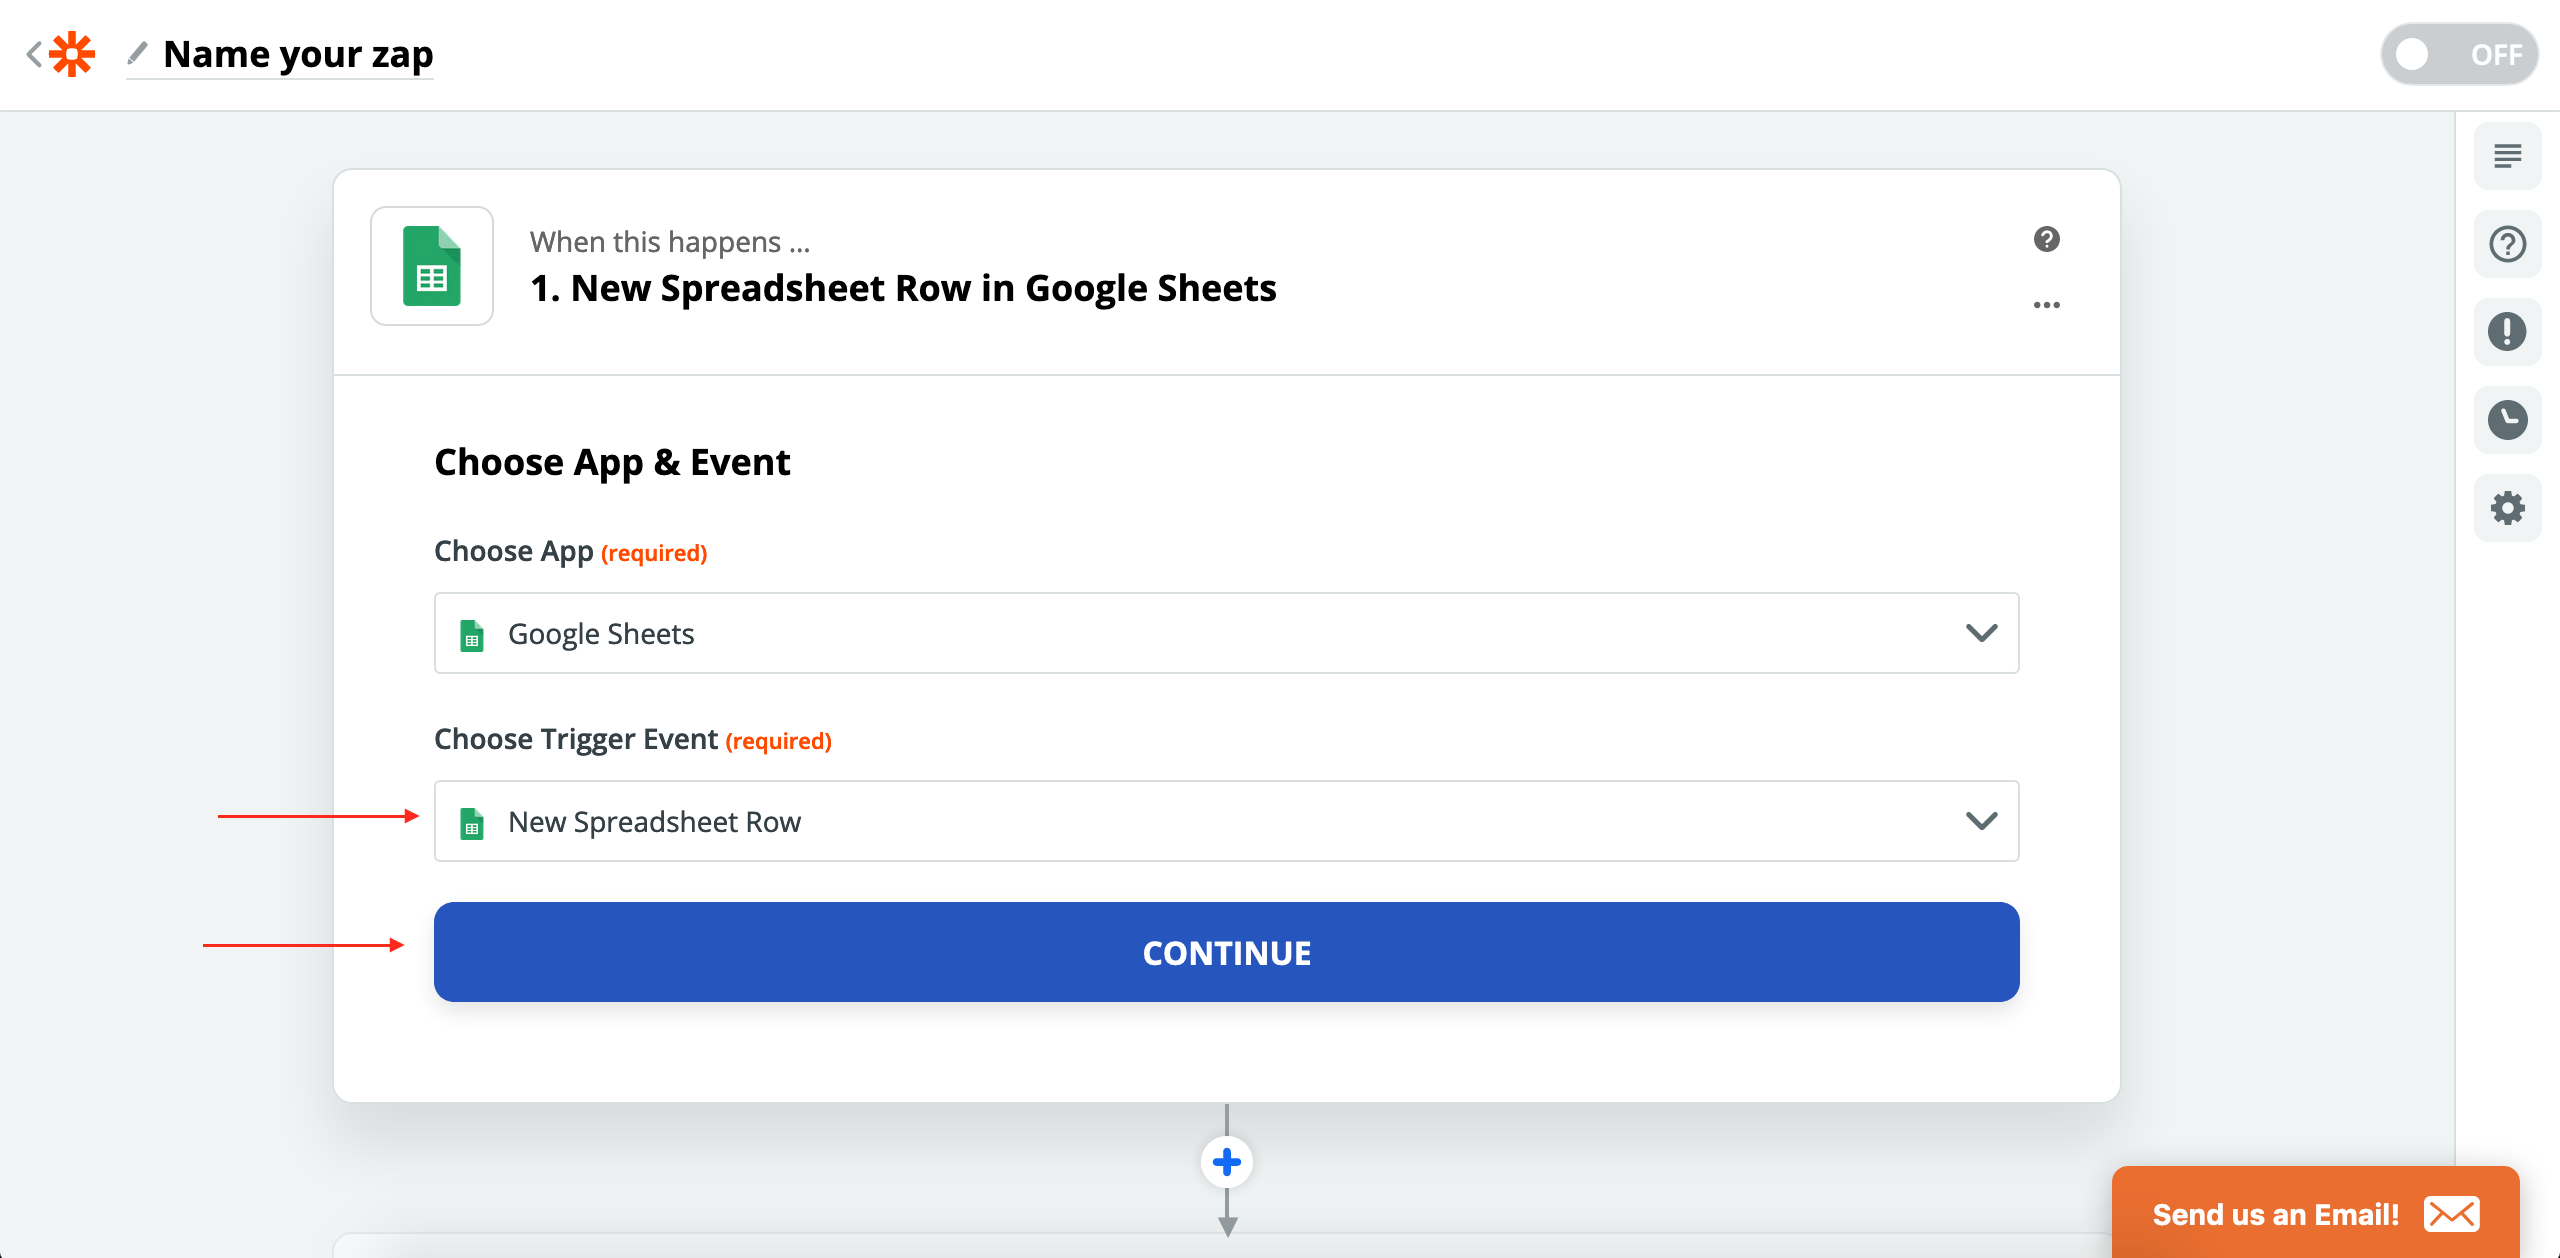 Name your zap
OFF
When this happens ...
1. New Spreadsheet Row in Google Sheets
Choose App & Event
Choose App (required)
Google Sheets
Choose Trigger Event (required)
New Spreadsheet Row
CONTINUE
Send us an Email!